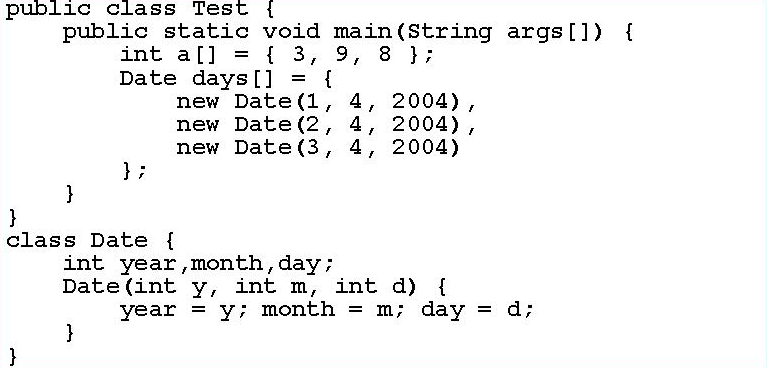 public class Test {
    public static void main(String args[]) {
        int a[] = { 3, 9, 8 };
        Date days[] = {
            new Date(1, 4, 2004),
            new Date(2, 4, 2004),
            new Date(3, 4, 2004)
        };
    }
}
class Date {
    int year,month,day;
    Date(int y, int m, int d) {
        year = y; month = m; day = d;
    }
}